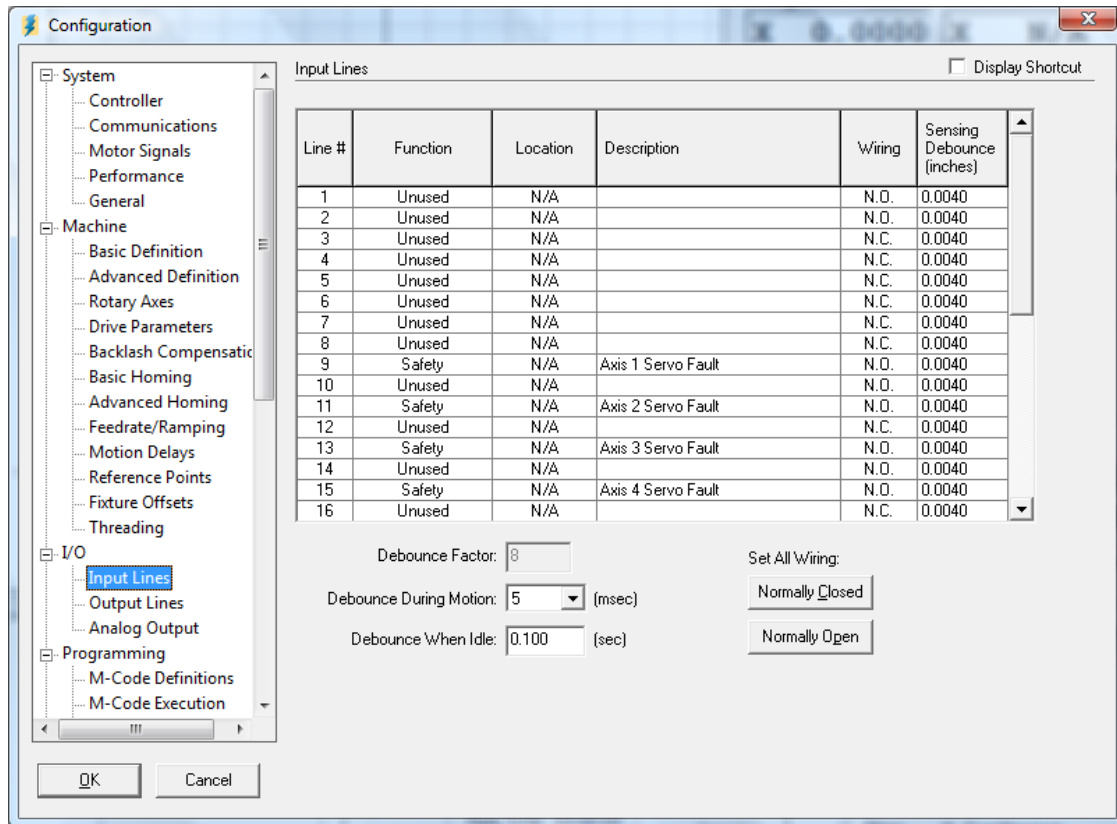 Configuration
X 0.0000 X N/A
System
Controller
Communications
Motor Signals
Performance
General
Machine
Basic Definition
Advanced Definition
Rotary Axes
Drive Parameters
Backlash Compensatic
Basic Homing
Advanced Homing
Feedrate/Ramping
Motion Delays
Reference Points
Fixture Offsets
Threading
I/O
Input Lines
Output Lines
Analog Output
Programming
M-Code Definitions
M-Code Execution
OK Cancel
Input Lines Display Shortcut
Line # Function Location Description Wiring Sensing Debounce (inches)
1 Unused N/A N.O. 0.0040
2 Unused N/A N.O. 0.0040
3 Unused N/A N.C. 0.0040
4 Unused N/A N.C. 0.0040
5 Unused N/A N.C. 0.0040
6 Unused N/A N.C. 0.0040
7 Unused N/A N.C. 0.0040
8 Unused N/A N.C. 0.0040
9 Safety N/A Axis 1 Servo Fault N.O. 0.0040
10 Unused N/A N.O. 0.0040
11 Safety N/A Axis 2 Servo Fault N.O. 0.0040
12 Unused N/A N.C. 0.0040
13 Safety N/A Axis 3 Servo Fault N.O. 0.0040
14 Unused N/A N.O. 0.0040
15 Safety N/A Axis 4 Servo Fault N.O. 0.0040
16 Unused N/A N.C. 0.0040
Debounce Factor: 8
Debounce During Motion: 5 (msec)
Debounce When Idle: 0.100 (sec)
Set All Wiring:
Normally Closed
Normally Open